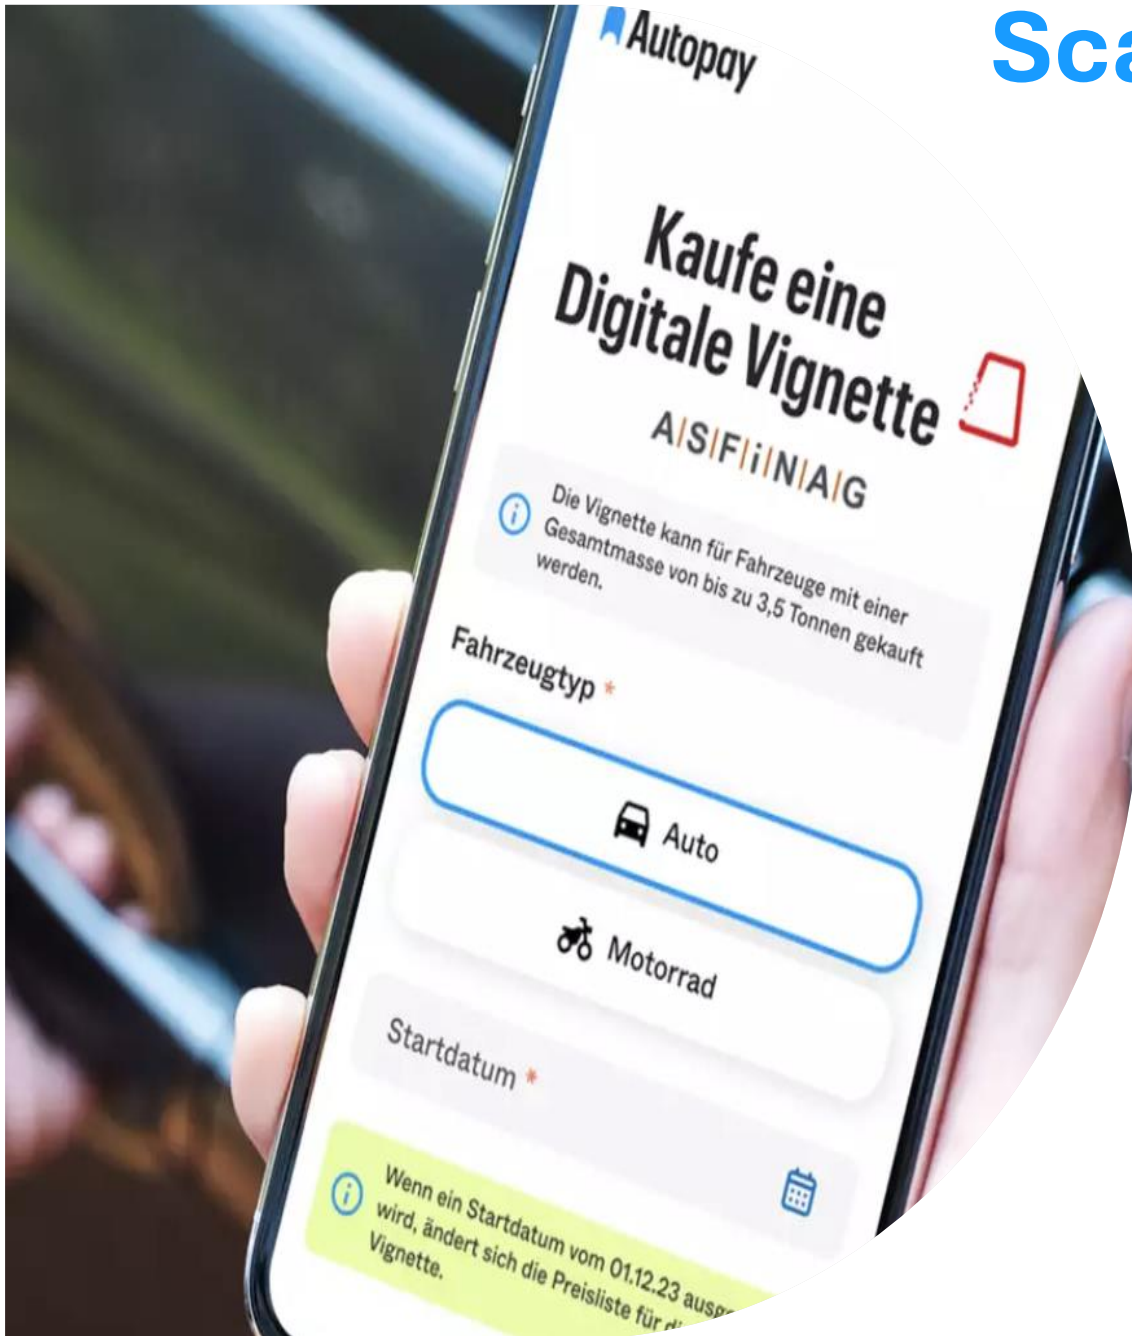 Autopay
Kaufe eine
Digitale Vignette
A|S|F|i|N|A|G
Die Vignette kann für Fahrzeuge mit einer
Gesamtmasse von bis zu 3,5 Tonnen gekauft
werden.
Fahrzeugtyp *
Auto
Motorrad
Startdatum *
Wenn ein Startdatum vom 01.12.23
wird, ändert sich die Preisliste für
Vignette.